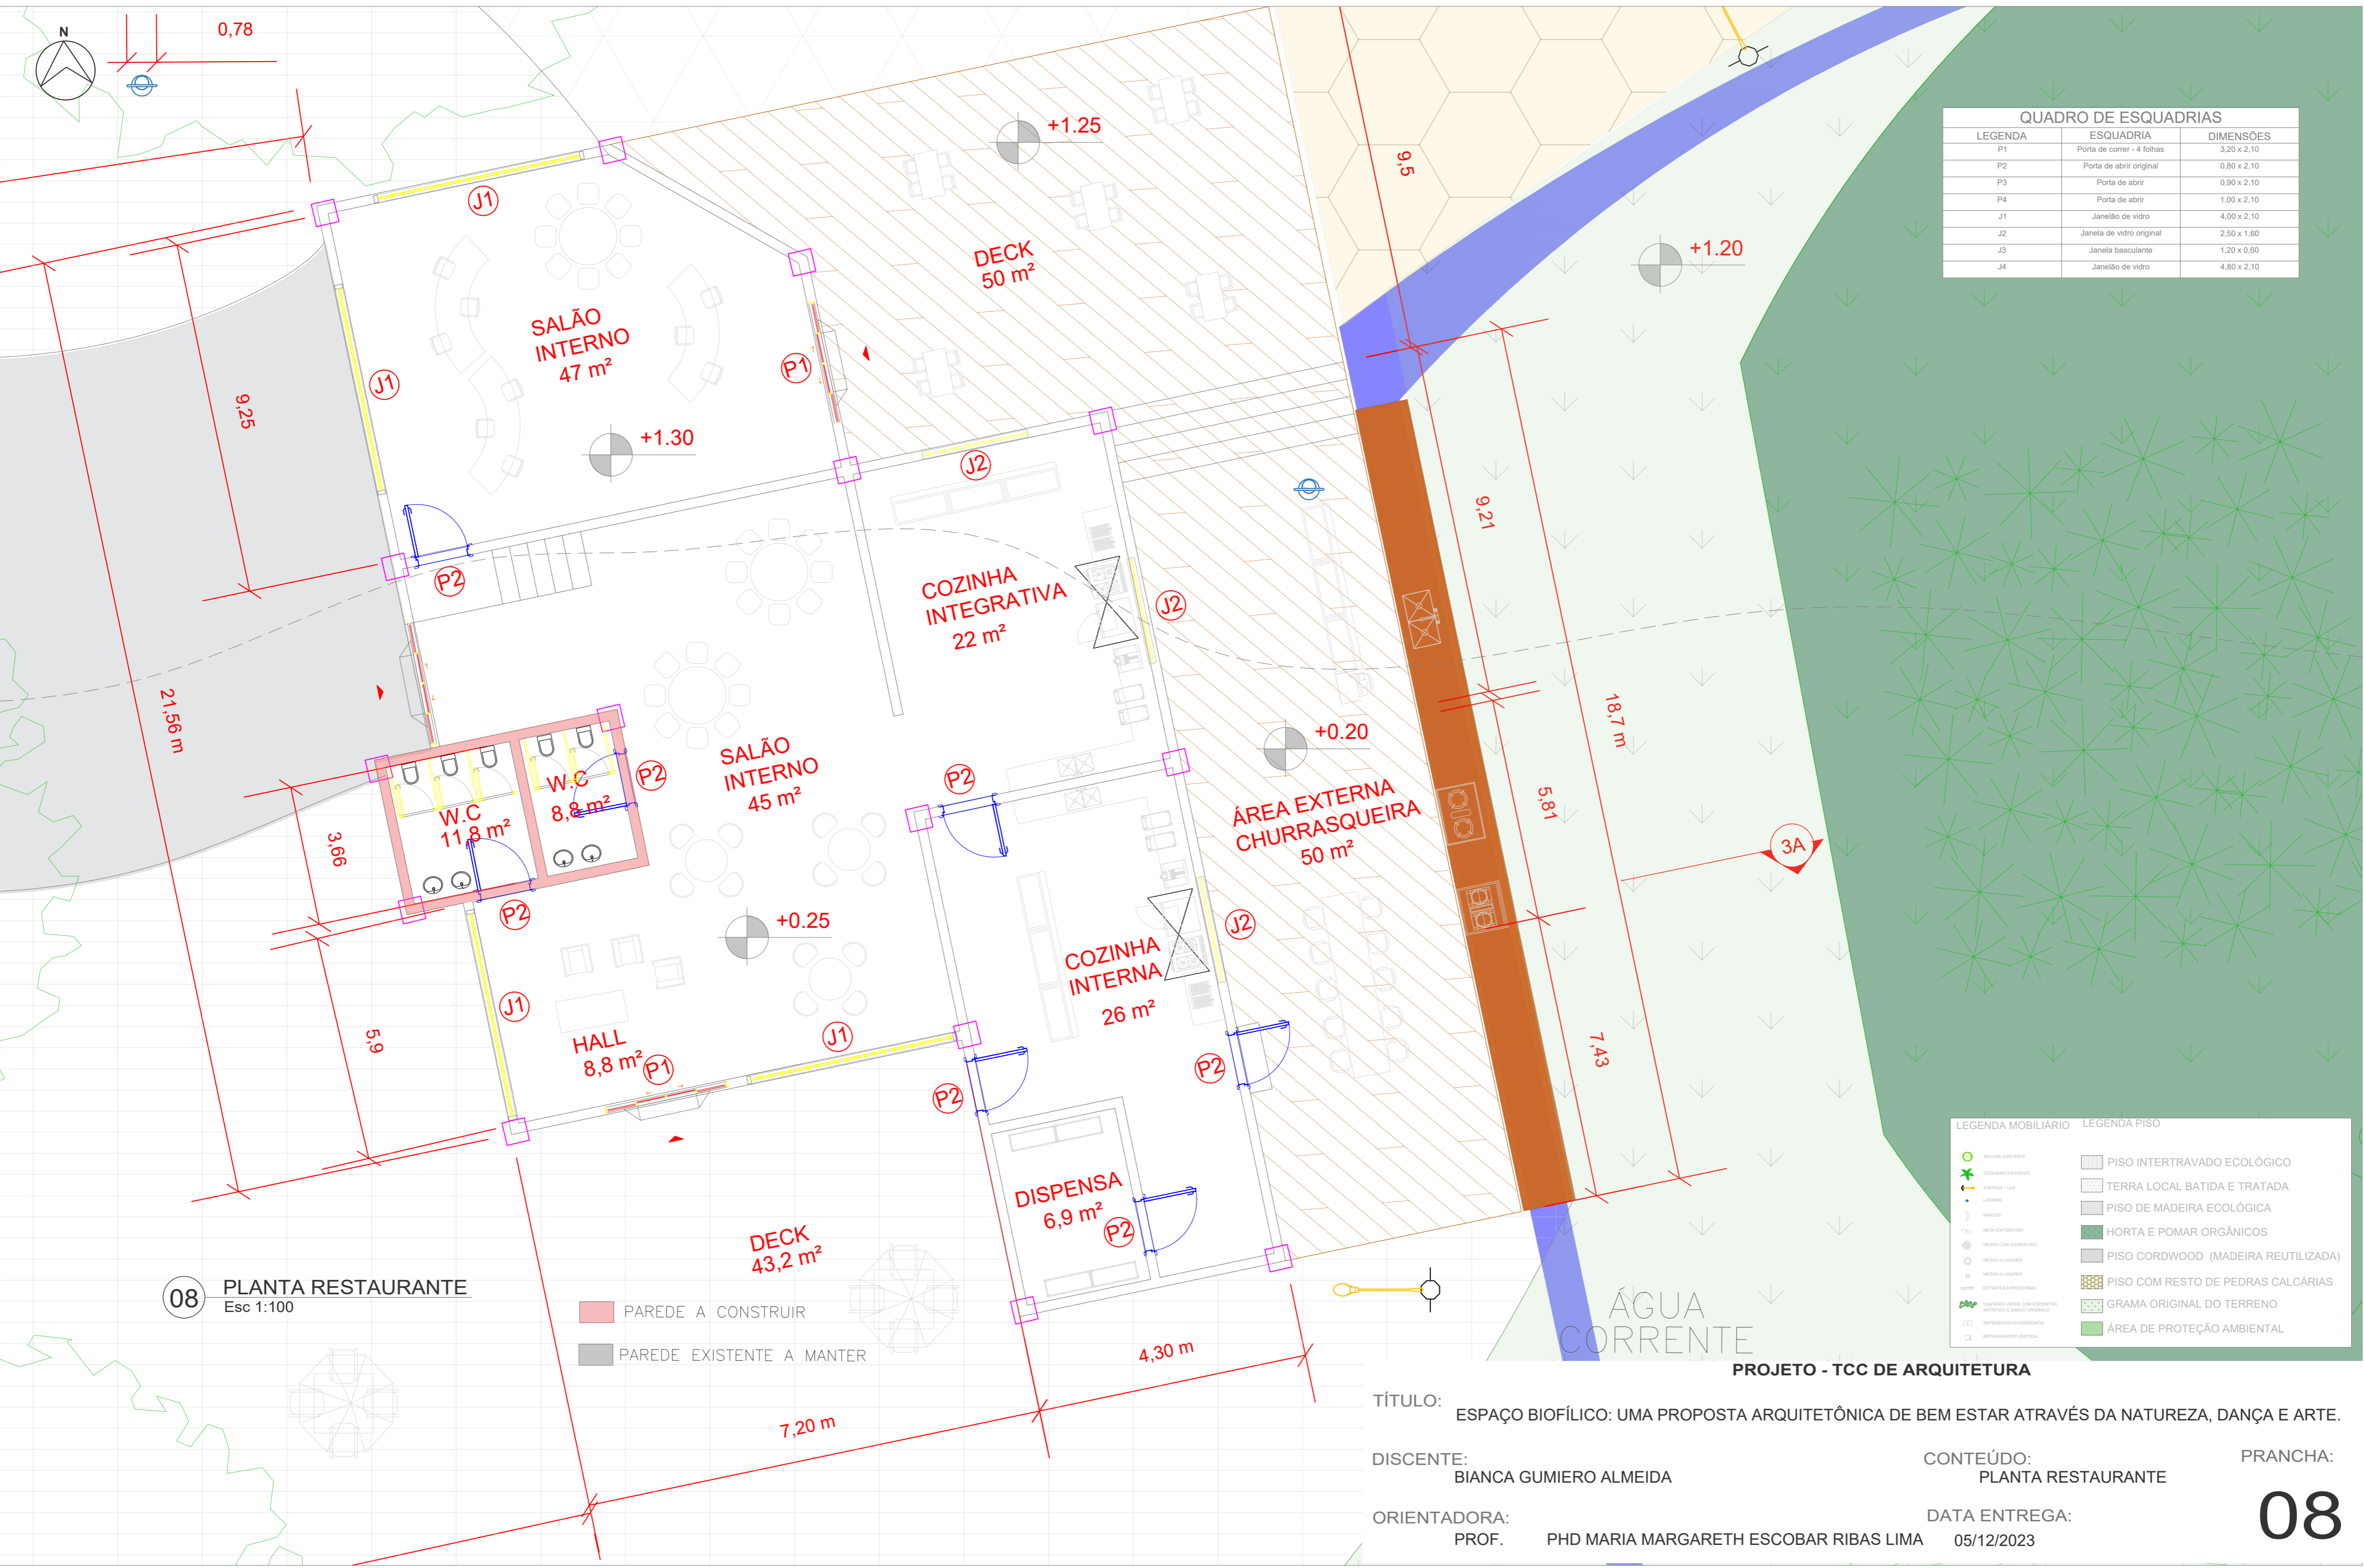 N
0,78
+1.25
9,5
QUADRO DE ESQUADRIAS
LEGENDA ESQUADRIA DIMENSÕES
P1 Porta de correr - 4 folhas 3,20 x 2,10
P2 Porta de abrir original 0,80 x 2,10
P3 Porta de abrir 0,90 x 2,10
P4 Porta de abrir 1,00 x 2,10
J1 Janelão de vidro 4,00 x 2,10
J2 Janela de vidro original 2,50 x 1,60
J3 Janela basculante 1,20 x 0,60
J4 Janelão de vidro 4,80 x 2,10
J1
DECK
50 m²
+1.20
SALÃO
INTERNO
47 m²
J1
P1
9,25
+1.30
J2
9,21
P2
COZINHA
INTEGRATIVA
22 m²
J2
21,56 m
18,7 m
+0.20
SALÃO
INTERNO
45 m²
P2
P2
W.C
8,8 m²
W.C
11,8 m²
ÁREA EXTERNA
CHURRASQUEIRA
50 m²
5,81
3A
3,66
P2
+0.25
J2
COZINHA
INTERNA
26 m²
J1
5,9
HALL
8,8 m²
P1
J1
P2
P2
7,43
DISPENSA
6,9 m²
P2
DECK
43,2 m²
LEGENDA MOBILIÁRIO LEGENDA PISO
PISO INTERTRAVADO ECOLÓGICO
TERRA LOCAL BATIDA E TRATADA
PISO DE MADEIRA ECOLÓGICA
HORTA E POMAR ORGÂNICOS
PISO CORDWOOD (MADEIRA REUTILIZADA)
PISO COM RESTO DE PEDRAS CALCÁRIAS
GRAMA ORIGINAL DO TERRENO
ÁREA DE PROTEÇÃO AMBIENTAL
08 PLANTA RESTAURANTE
Esc 1:100
PAREDE A CONSTRUIR
PAREDE EXISTENTE A MANTER
ÁGUA
CORRENTE
4,30 m
7,20 m
PROJETO - TCC DE ARQUITETURA
TÍTULO:
ESPAÇO BIOFÍLICO: UMA PROPOSTA ARQUITETÔNICA DE BEM ESTAR ATRAVÉS DA NATUREZA, DANÇA E ARTE.
DISCENTE:
BIANCA GUMIERO ALMEIDA
CONTEÚDO:
PLANTA RESTAURANTE
PRANCHA:
08
ORIENTADORA:
PROF. PHD MARIA MARGARETH ESCOBAR RIBAS LIMA
DATA ENTREGA:
05/12/2023